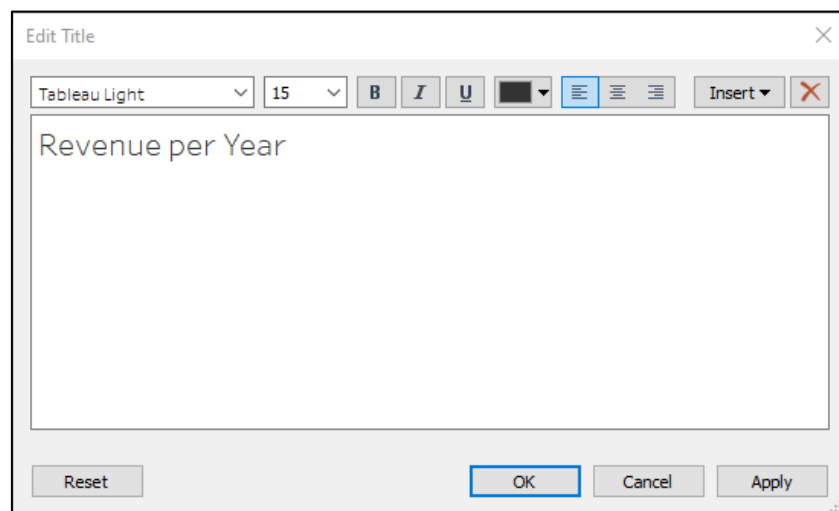 Edit Title
Tableau Light 15 B I U Insert
Revenue per Year
Reset OK Cancel Apply